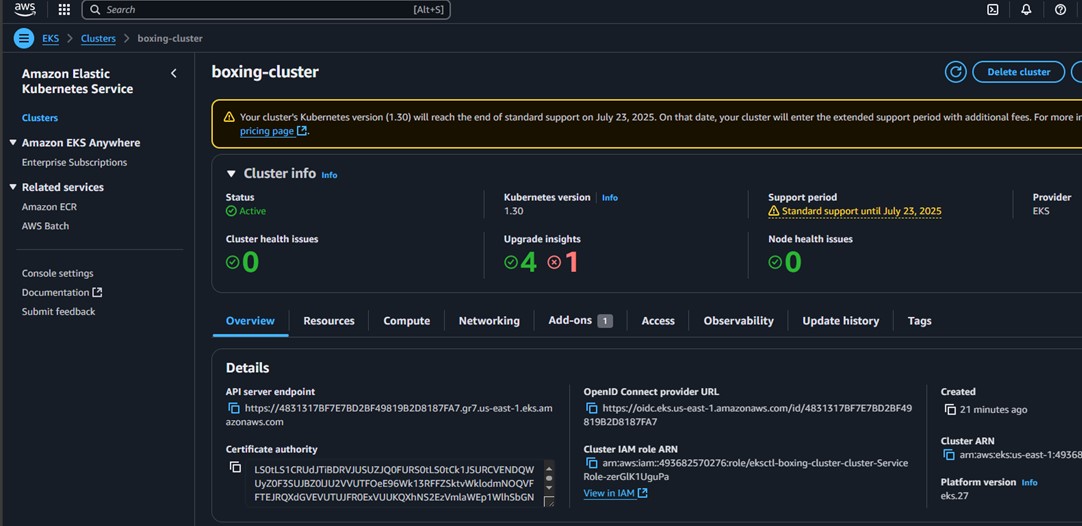 aws
Search [Alt+S]
EKS > Clusters > boxing-cluster
Amazon Elastic
Kubernetes Service
Clusters
Amazon EKS Anywhere
Enterprise Subscriptions
Related services
Amazon ECR
AWS Batch
Console settings
Documentation
Submit feedback
boxing-cluster
Delete cluster
Your cluster's Kubernetes version (1.30) will reach the end of standard support on July 23, 2025. On that date, your cluster will enter the extended support period with additional fees. For more in
pricing page.
Cluster info Info
Status
Active
Kubernetes version Info
1.30
Support period
Standard support until July 23, 2025
Provider
EKS
Cluster health issues
0
Upgrade insights
4 1
Node health issues
0
Overview Resources Compute Networking Add-ons 1 Access Observability Update history Tags
Details
API server endpoint
https://4831317BF7E7BD2BF49819B2D8187FA7.gr7.us-east-1.eks.am
azonaws.com
Certificate authority
LS0tLS1CRUdJTiBDRVJUSUZJQ0FURS0tLS0tCk1JSURCVENDQW
UyZ0F3SUJBZ0lJU2VVUTFOeE96Wk13RFFZSktvWklodmNOQVF
FTEJRQXdGVEVUTUJFR0ExVUUKQXhNS2EzVmlaWEp1WlhSbGN
OpenID Connect provider URL
https://oidc.eks.us-east-1.amazonaws.com/id/4831317BF7E7BD2BF49
819B2D8187FA7
Cluster IAM role ARN
arn:aws:iam::493682570276:role/eksctl-boxing-cluster-cluster-Service
Role-zerGlK1UguPa
View in IAM
Created
21 minutes ago
Cluster ARN
arn:aws:eks:us-east-1:49368
Platform version Info
eks.27